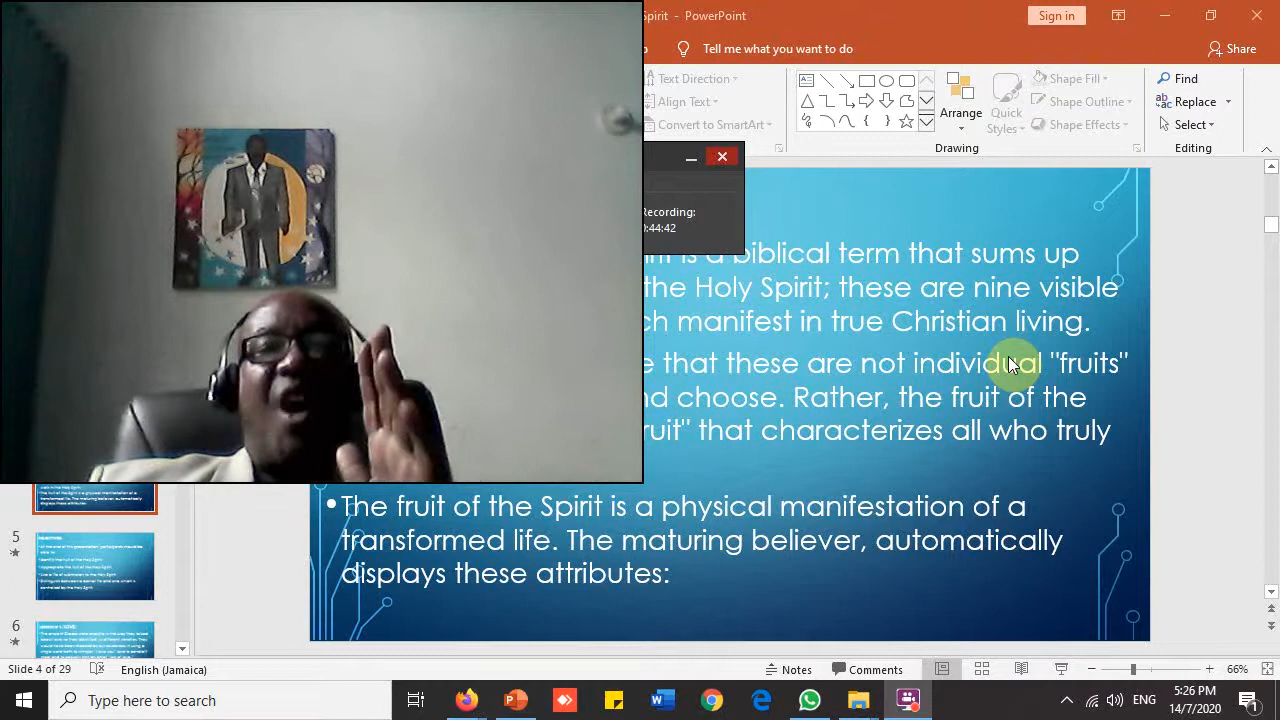 Spirit - PowerPoint
Sign in
Tell me what you want to do
Share
Text Direction
Align Text
Convert to SmartArt
Arrange
Quick
Styles
Shape Fill
Shape Outline
Shape Effects
Drawing
Find
Replace
Select
Editing
Recording:
0:44:42
is a biblical term that sums up
the Holy Spirit; these are nine visible
manifest in true Christian living.
that these are not individual "fruits"
choose. Rather, the fruit of the
" that characterizes all who truly
•The fruit of the Spirit is a physical manifestation of a
transformed life. The maturing believer, automatically
displays these attributes:
5
6
Slide 4 of 29
English (Jamaica)
Notes
Comments
66%
Type here to search
ENG
5:26 PM
14/7/2020
1